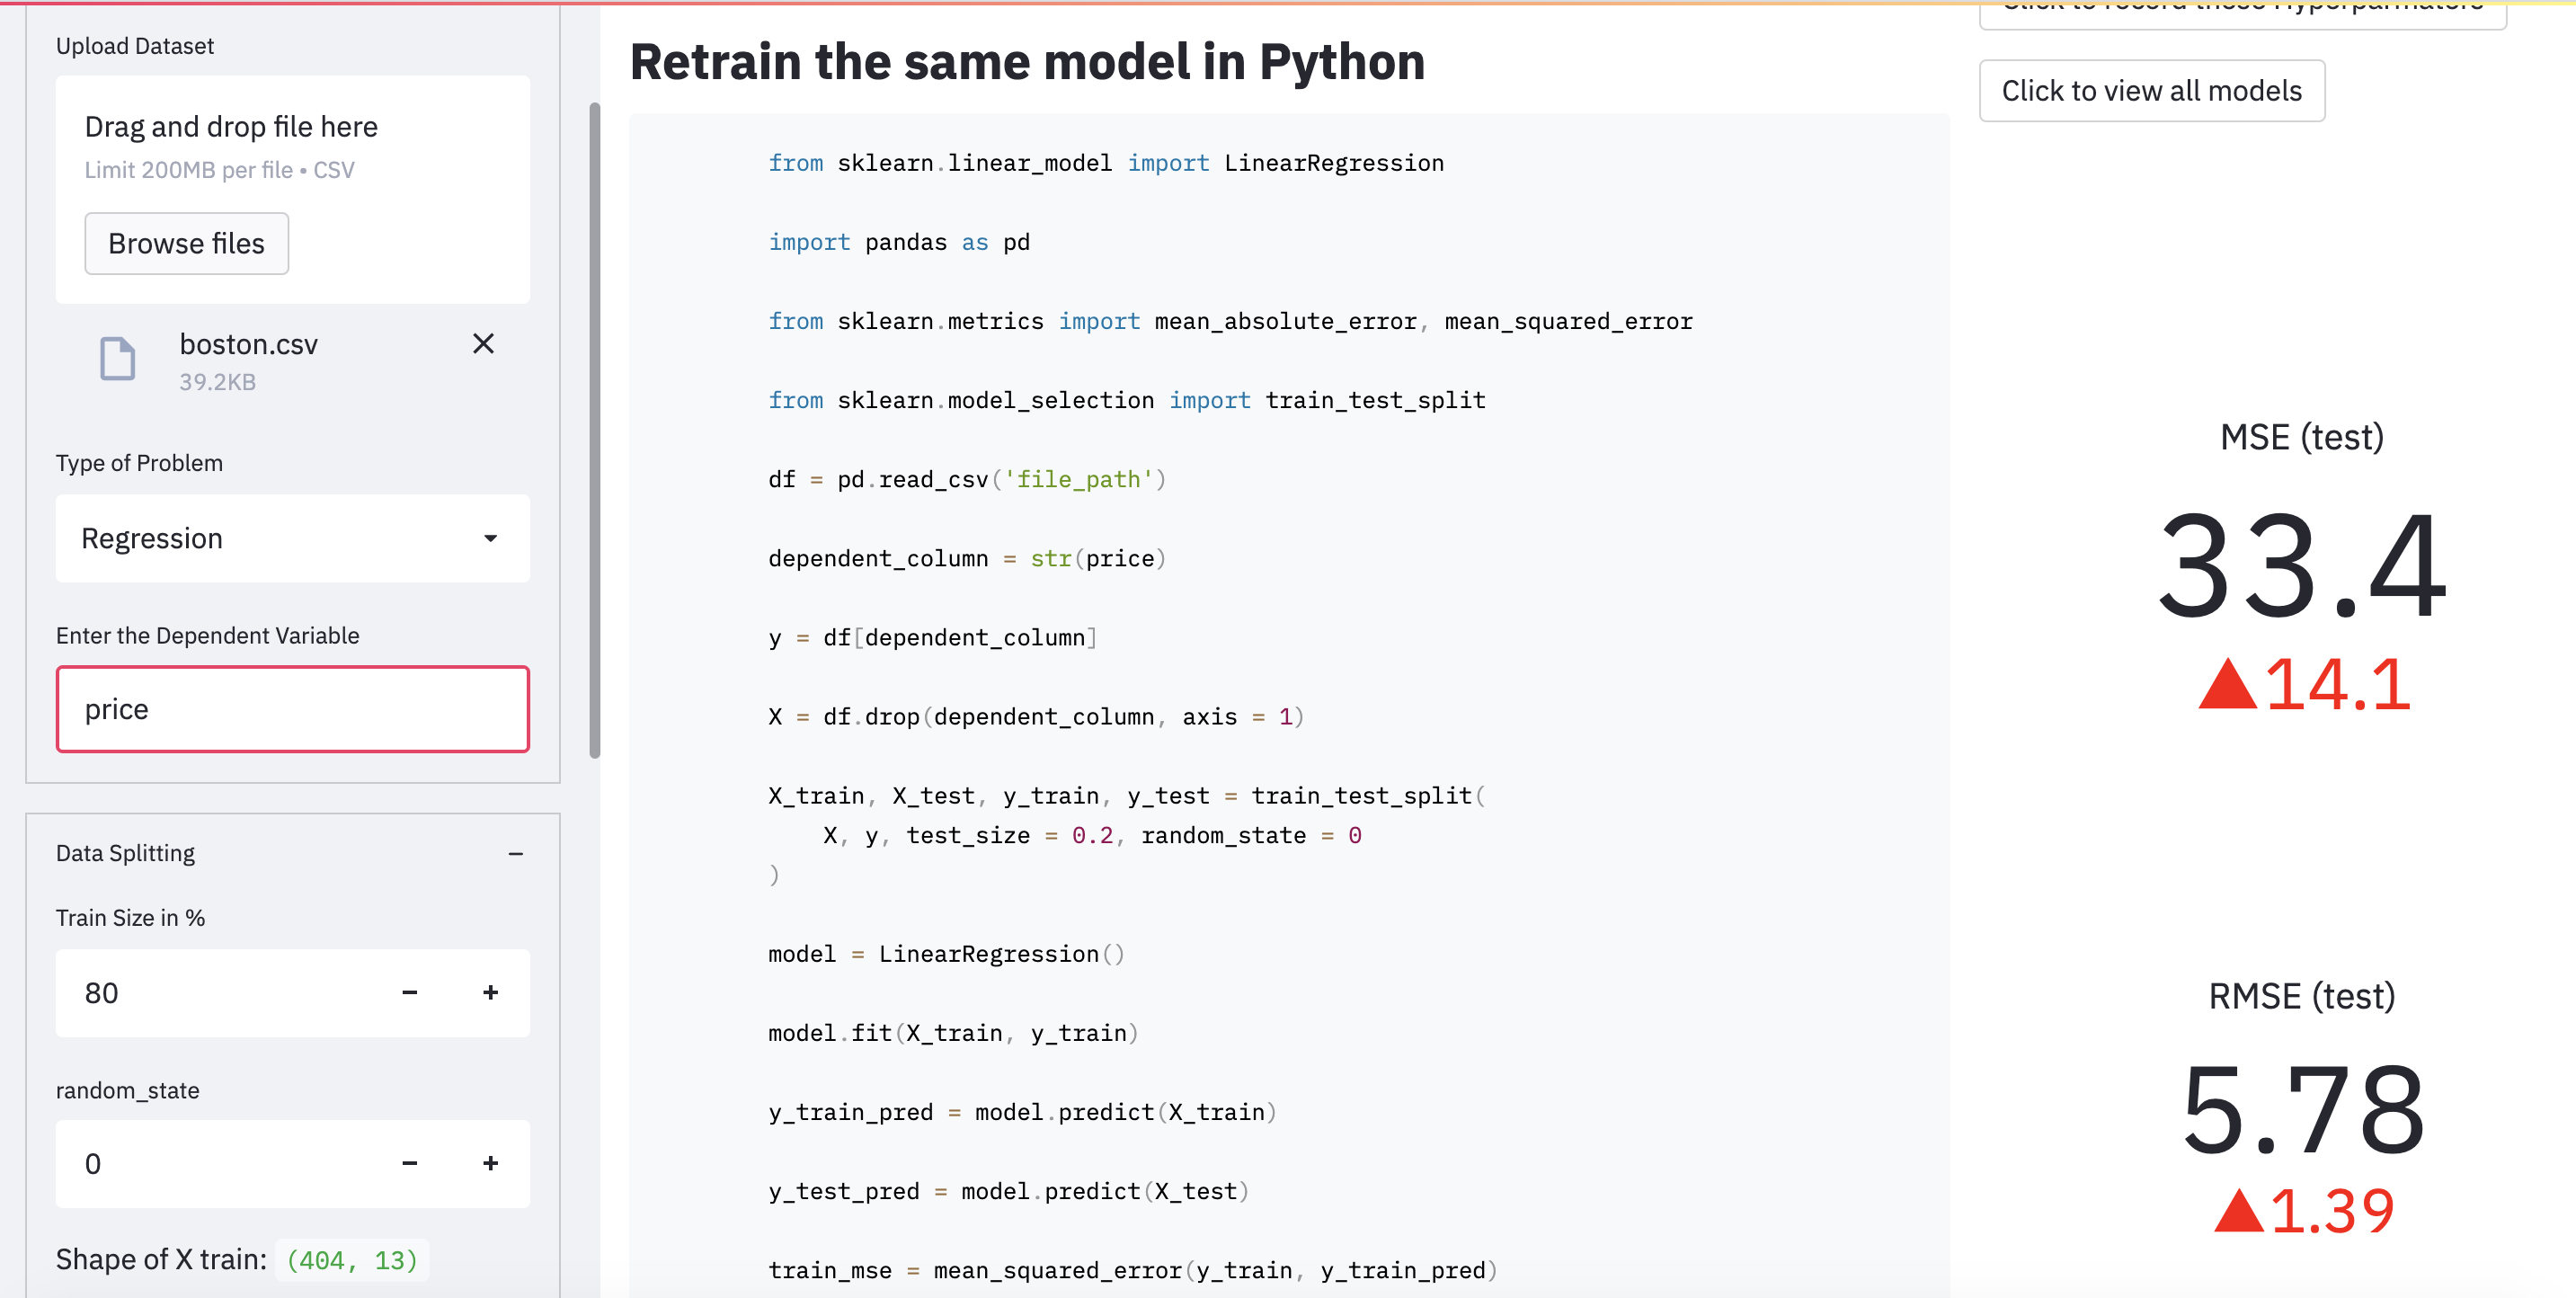 Upload Dataset
Drag and drop file here
Limit 200MB per file • CSV
Browse files
boston.csv
39.2KB
Type of Problem
Regression
Enter the Dependent Variable
price
Data Splitting
Train Size in %
80
random_state
0
Shape of X train: (404, 13)
Retrain the same model in Python
from sklearn.linear_model import LinearRegression
import pandas as pd
from sklearn.metrics import mean_absolute_error, mean_squared_error
from sklearn.model_selection import train_test_split
df = pd.read_csv('file_path')
dependent_column = str(price)
y = df[dependent_column]
X = df.drop(dependent_column, axis = 1)
X_train, X_test, y_train, y_test = train_test_split(
X, y, test_size = 0.2, random_state = 0
)
model = LinearRegression()
model.fit(X_train, y_train)
y_train_pred = model.predict(X_train)
y_test_pred = model.predict(X_test)
train_mse = mean_squared_error(y_train, y_train_pred)
Click to record these Hyperparmaters
Click to view all models
MSE (test)
33.4
▲14.1
RMSE (test)
5.78
▲1.39